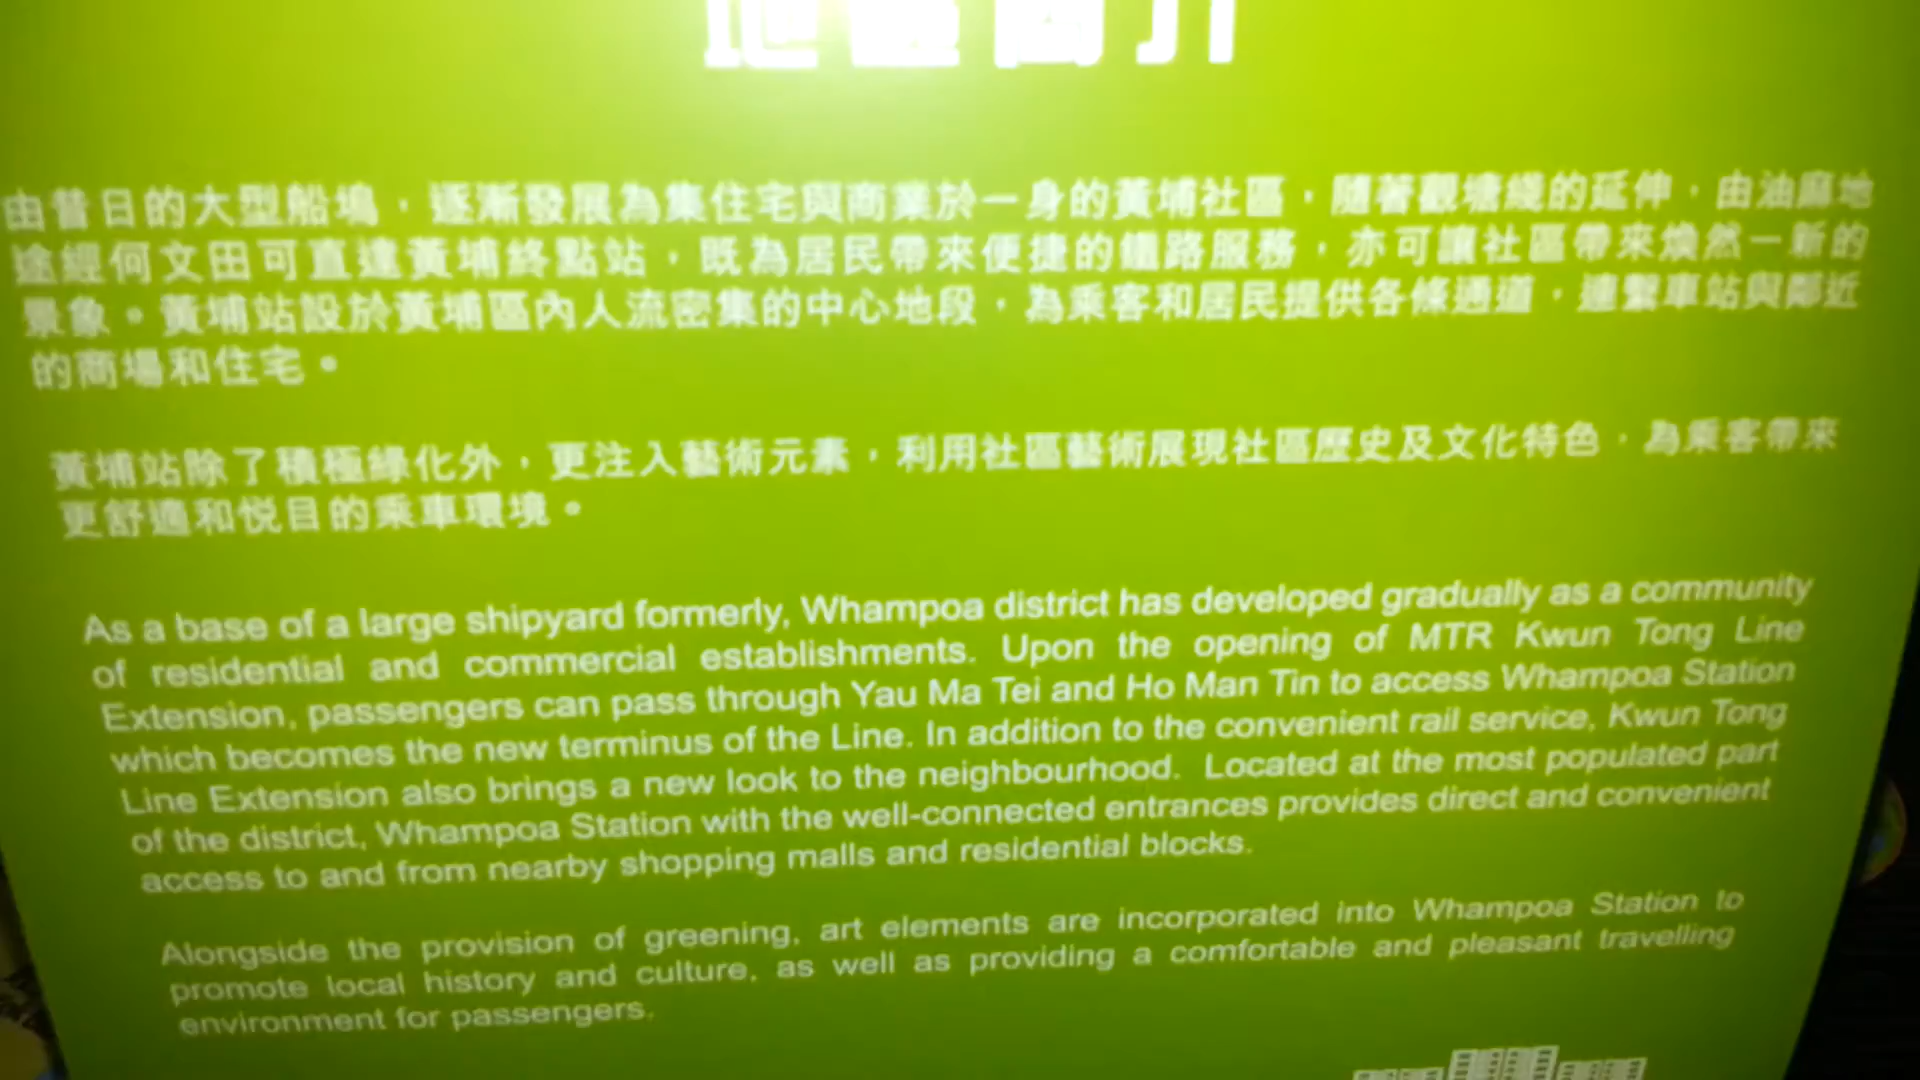 地區簡介
由昔日的大型船塢，逐漸發展為集住宅與商業於一身的黃埔社區，隨著觀塘綫的延伸，由油麻地
途經何文田可直達黃埔終點站，既為居民帶來便捷的鐵路服務，亦可讓社區帶來煥然一新的
景象。黃埔站設於黃埔區內人流密集的中心地段，為乘客和居民提供各條通道，連繫車站與鄰近
的商場和住宅。
黃埔站除了積極綠化外，更注入藝術元素，利用社區藝術展現社區歷史及文化特色，為乘客帶來
更舒適和悦目的乘車環境。
As a base of a large shipyard formerly, Whampoa district has developed gradually as a community
of residential and commercial establishments. Upon the opening of MTR Kwun Tong Line
Extension, passengers can pass through Yau Ma Tei and Ho Man Tin to access Whampoa Station
which becomes the new terminus of the Line. In addition to the convenient rail service, Kwun Tong
Line Extension also brings a new look to the neighbourhood. Located at the most populated part
of the district, Whampoa Station with the well-connected entrances provides direct and convenient
access to and from nearby shopping malls and residential blocks.
Alongside the provision of greening, art elements are incorporated into Whampoa Station to
promote local history and culture, as well as providing a comfortable and pleasant travelling
environment for passengers.